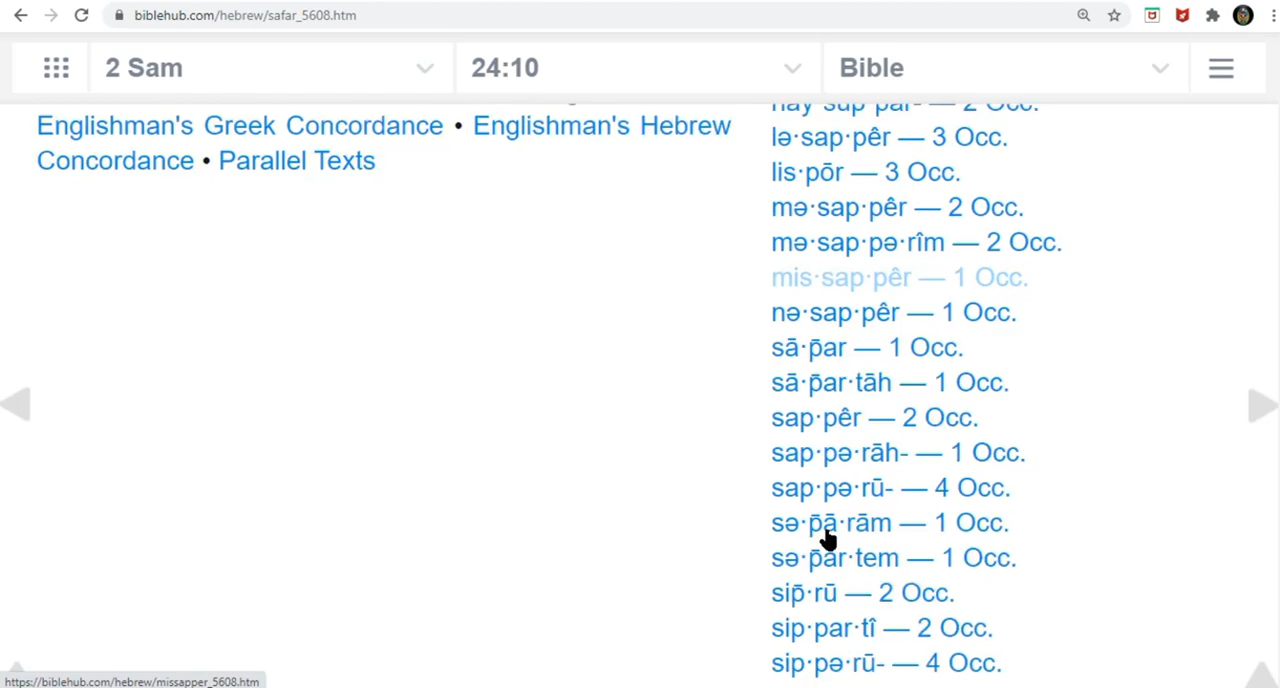 biblehub.com/hebrew/safar_5608.htm
2 Sam
24:10
Bible
Englishman's Greek Concordance • Englishman's Hebrew
Concordance • Parallel Texts
lə·sap·pêr — 3 Occ.
lis·pōr — 3 Occ.
mə·sap·pêr — 2 Occ.
mə·sap·pə·rîm — 2 Occ.
mis·sap·pêr — 1 Occ.
nə·sap·pêr — 1 Occ.
sā·p̄ar — 1 Occ.
sā·p̄ar·tāh — 1 Occ.
sap·pêr — 2 Occ.
sap·pə·rāh- — 1 Occ.
sap·pə·rū- — 4 Occ.
sə·p̄ā·rām — 1 Occ.
sə·p̄ar·tem — 1 Occ.
sip̄·rū — 2 Occ.
sip·par·tî — 2 Occ.
sip·pə·rū- — 4 Occ.
https://biblehub.com/hebrew/missapper_5608.htm